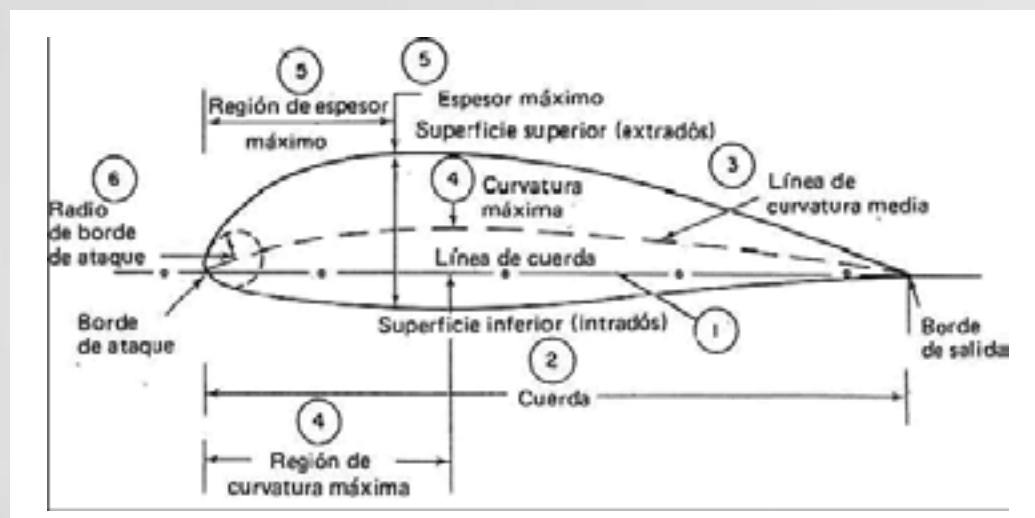 5
5
Región de espesor
máximo
Espesor máximo
Superficie superior (extradós)
6
Radio
de borde
de ataque
4
Curvatura
máxima
3
Línea de
curvatura media
Línea de cuerda
Borde
de ataque
Superficie inferior (intradós)
1
Borde
de salida
2
Cuerda
4
Región de
curvatura máxima